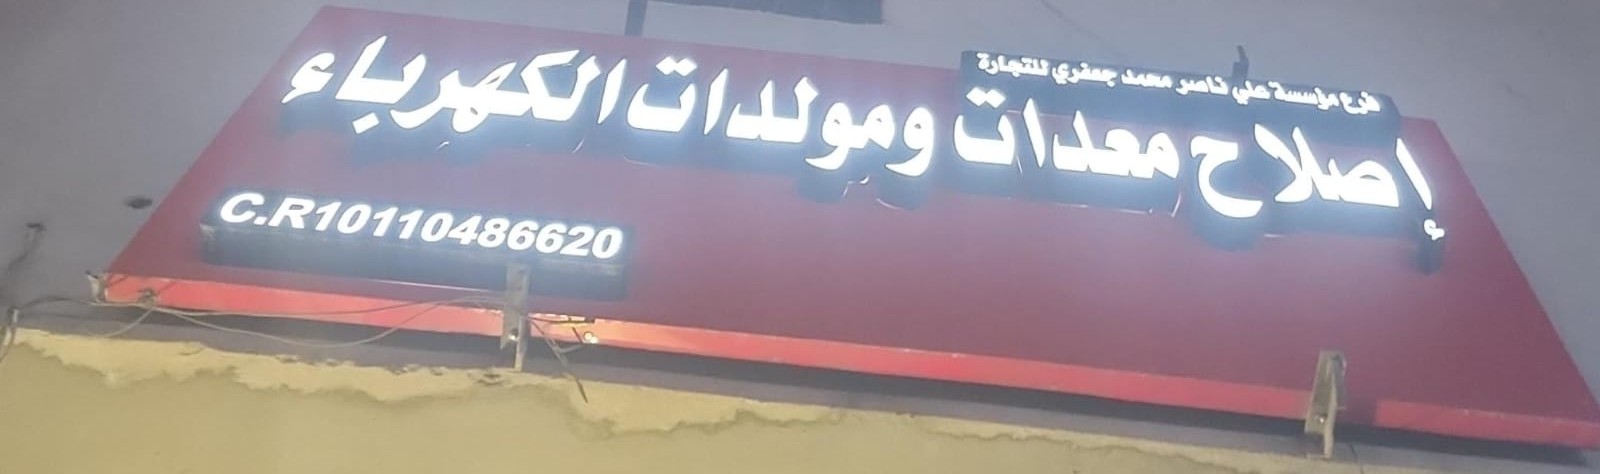 فرع مؤسسة علي ناصر محمد جعفري للتجارة
إصلاح معدات ومولدات الكهرباء
C.R10110486620